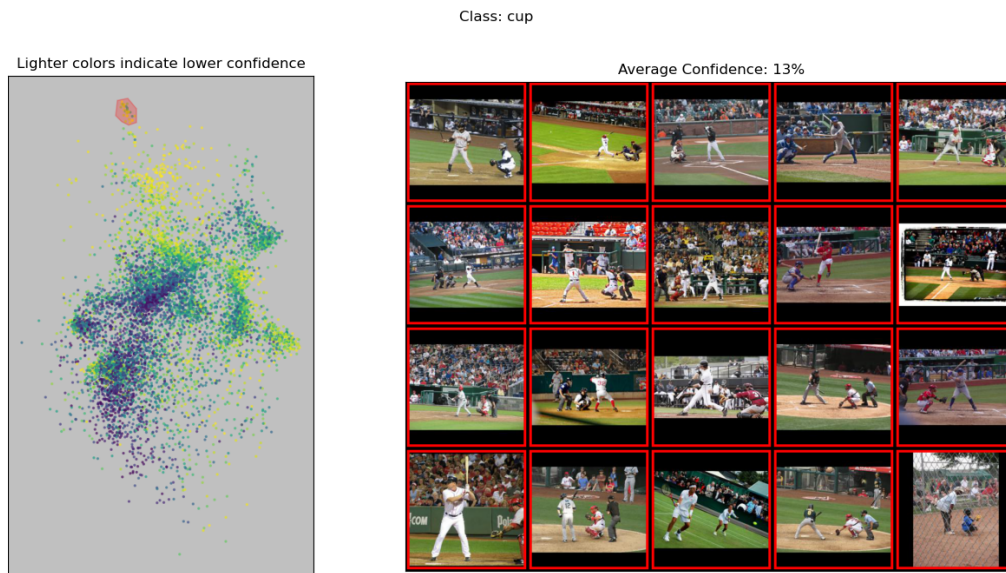 Class: cup
Lighter colors indicate lower confidence
Average Confidence: 13%